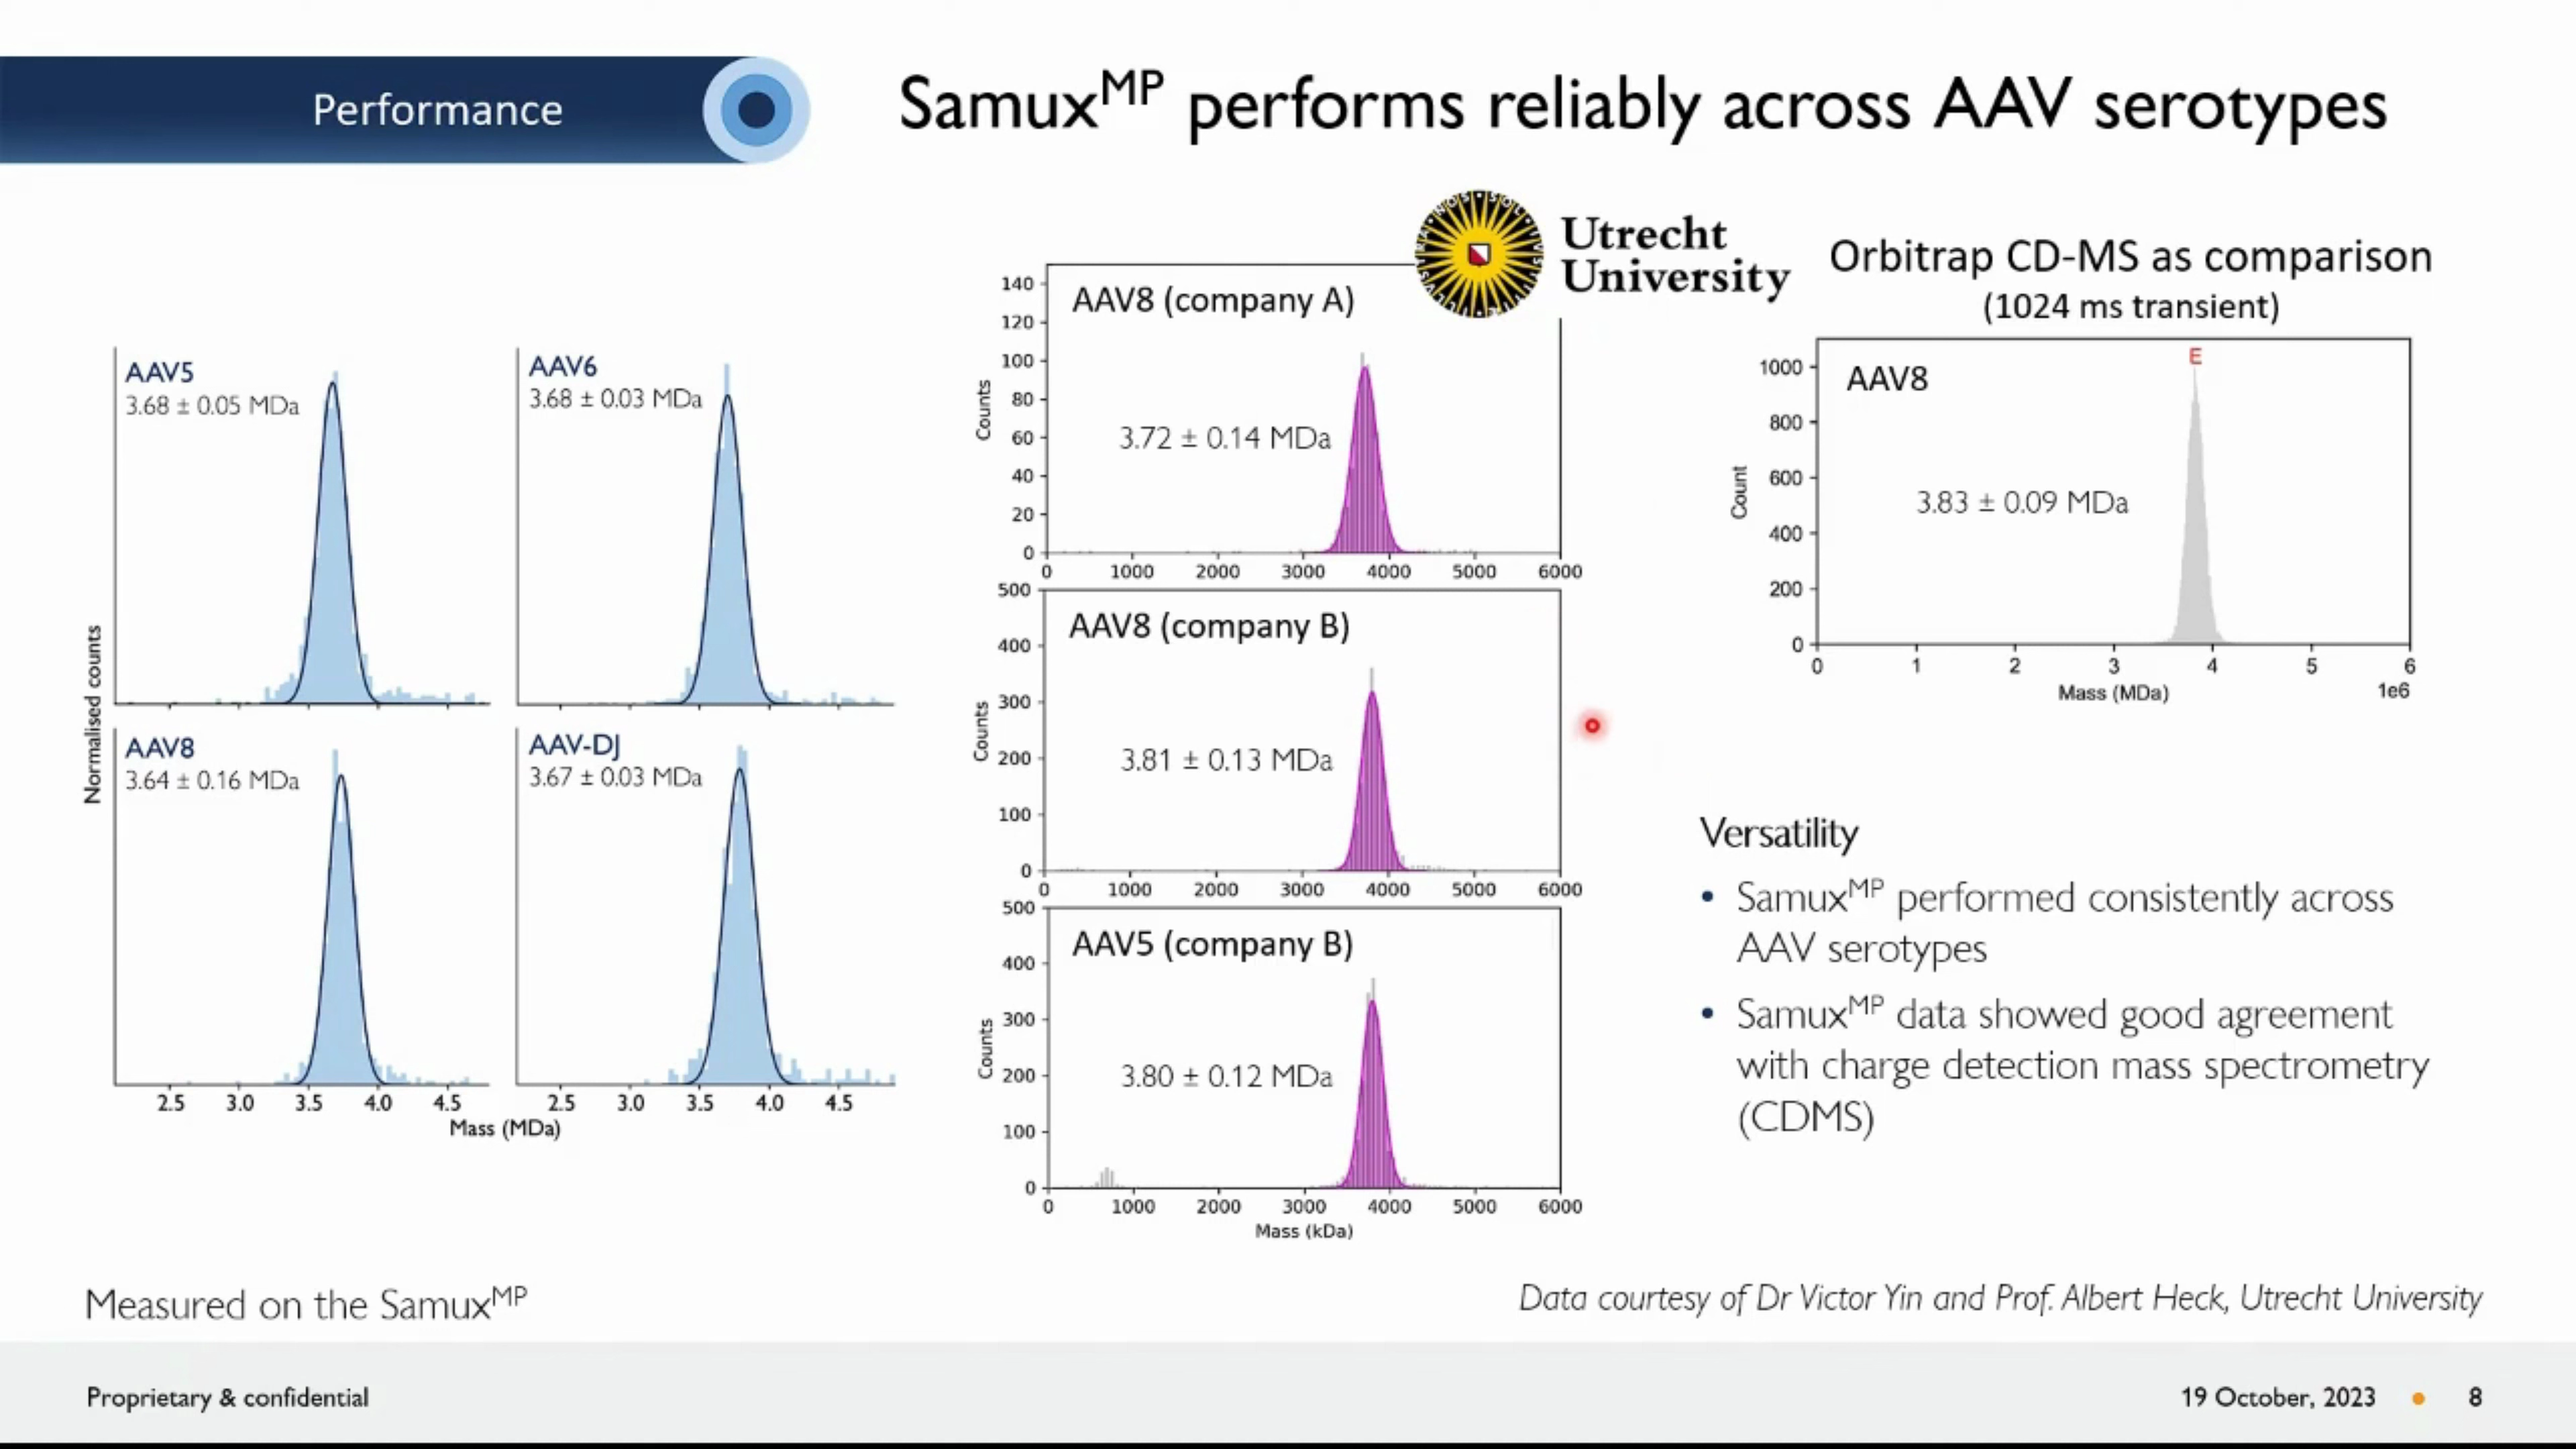 Performance
Samux^MP performs reliably across AAV serotypes
AAV5
3.68 ± 0.05 MDa
AAV6
3.68 ± 0.03 MDa
AAV8
3.64 ± 0.16 MDa
AAV-DJ
3.67 ± 0.03 MDa
Normalised counts
2.5 3.0 3.5 4.0 4.5
2.5 3.0 3.5 4.0 4.5
Mass (MDa)
Measured on the Samux^MP
Utrecht
University
AAV8 (company A)
3.72 ± 0.14 MDa
Counts
140
120
100
80
60
40
20
0
0 1000 2000 3000 4000 5000 6000
AAV8 (company B)
3.81 ± 0.13 MDa
Counts
500
400
300
200
100
0
0 1000 2000 3000 4000 5000 6000
AAV5 (company B)
3.80 ± 0.12 MDa
Counts
500
400
300
200
100
0
0 1000 2000 3000 4000 5000 6000
Mass (kDa)
Orbitrap CD-MS as comparison
(1024 ms transient)
E
AAV8
3.83 ± 0.09 MDa
Count
1000
800
600
400
200
0
0 1 2 3 4 5 6
1e6
Mass (MDa)
Versatility
• Samux^MP performed consistently across
AAV serotypes
• Samux^MP data showed good agreement
with charge detection mass spectrometry
(CDMS)
Data courtesy of Dr Victor Yin and Prof. Albert Heck, Utrecht University
Proprietary & confidential
19 October, 2023 • 8